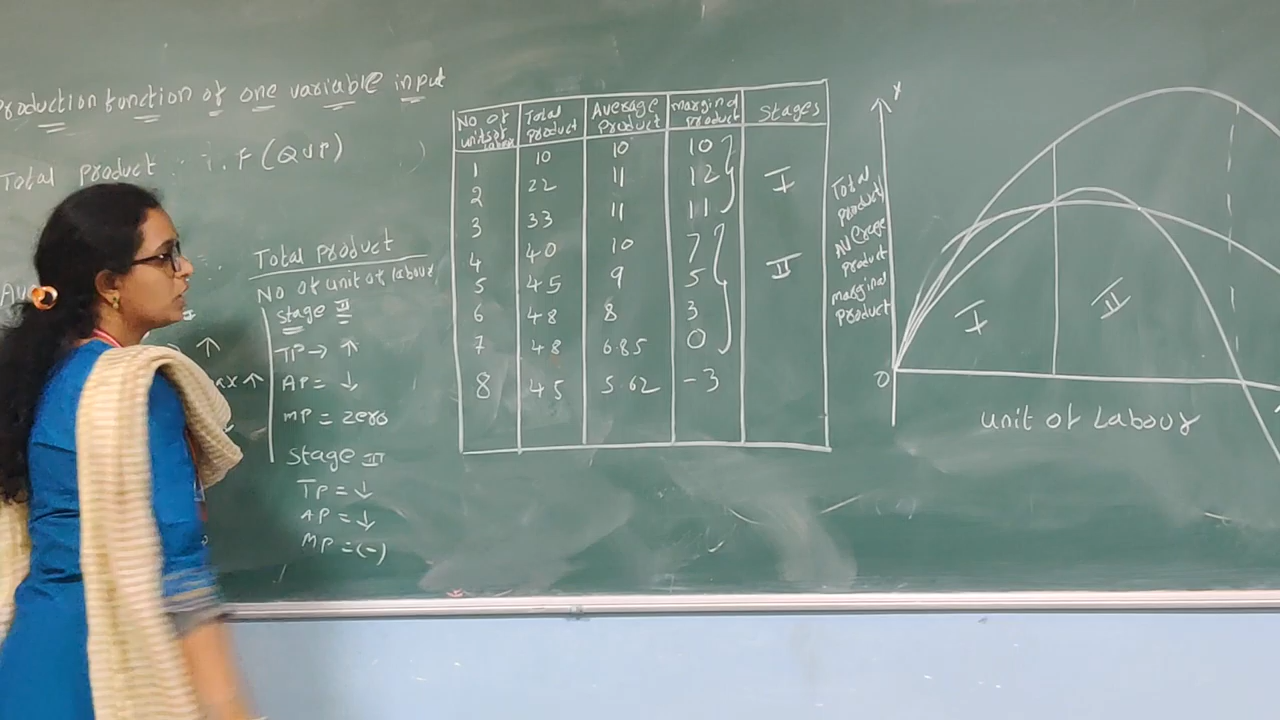 Production function of one variable input
Total product : i. F (QVP) )
Av
Total product
No of unit of labour
stage II
TP → ↑
AP = ↓
MP = zero
stage III
TP = ↓
AP = ↓
MP = (-)
I
→ ↑
ax ↑
No of units of labour Total product Average product marginal product Stages
1 10 10 10
2 22 11 12 I
3 33 11 11
4 40 10 7
5 45 9 5 II
6 48 8 3
7 48 6.85 0
8 45 5.62 -3
Total product/
Average
product
marginal
product
I
II
O
unit of Labour